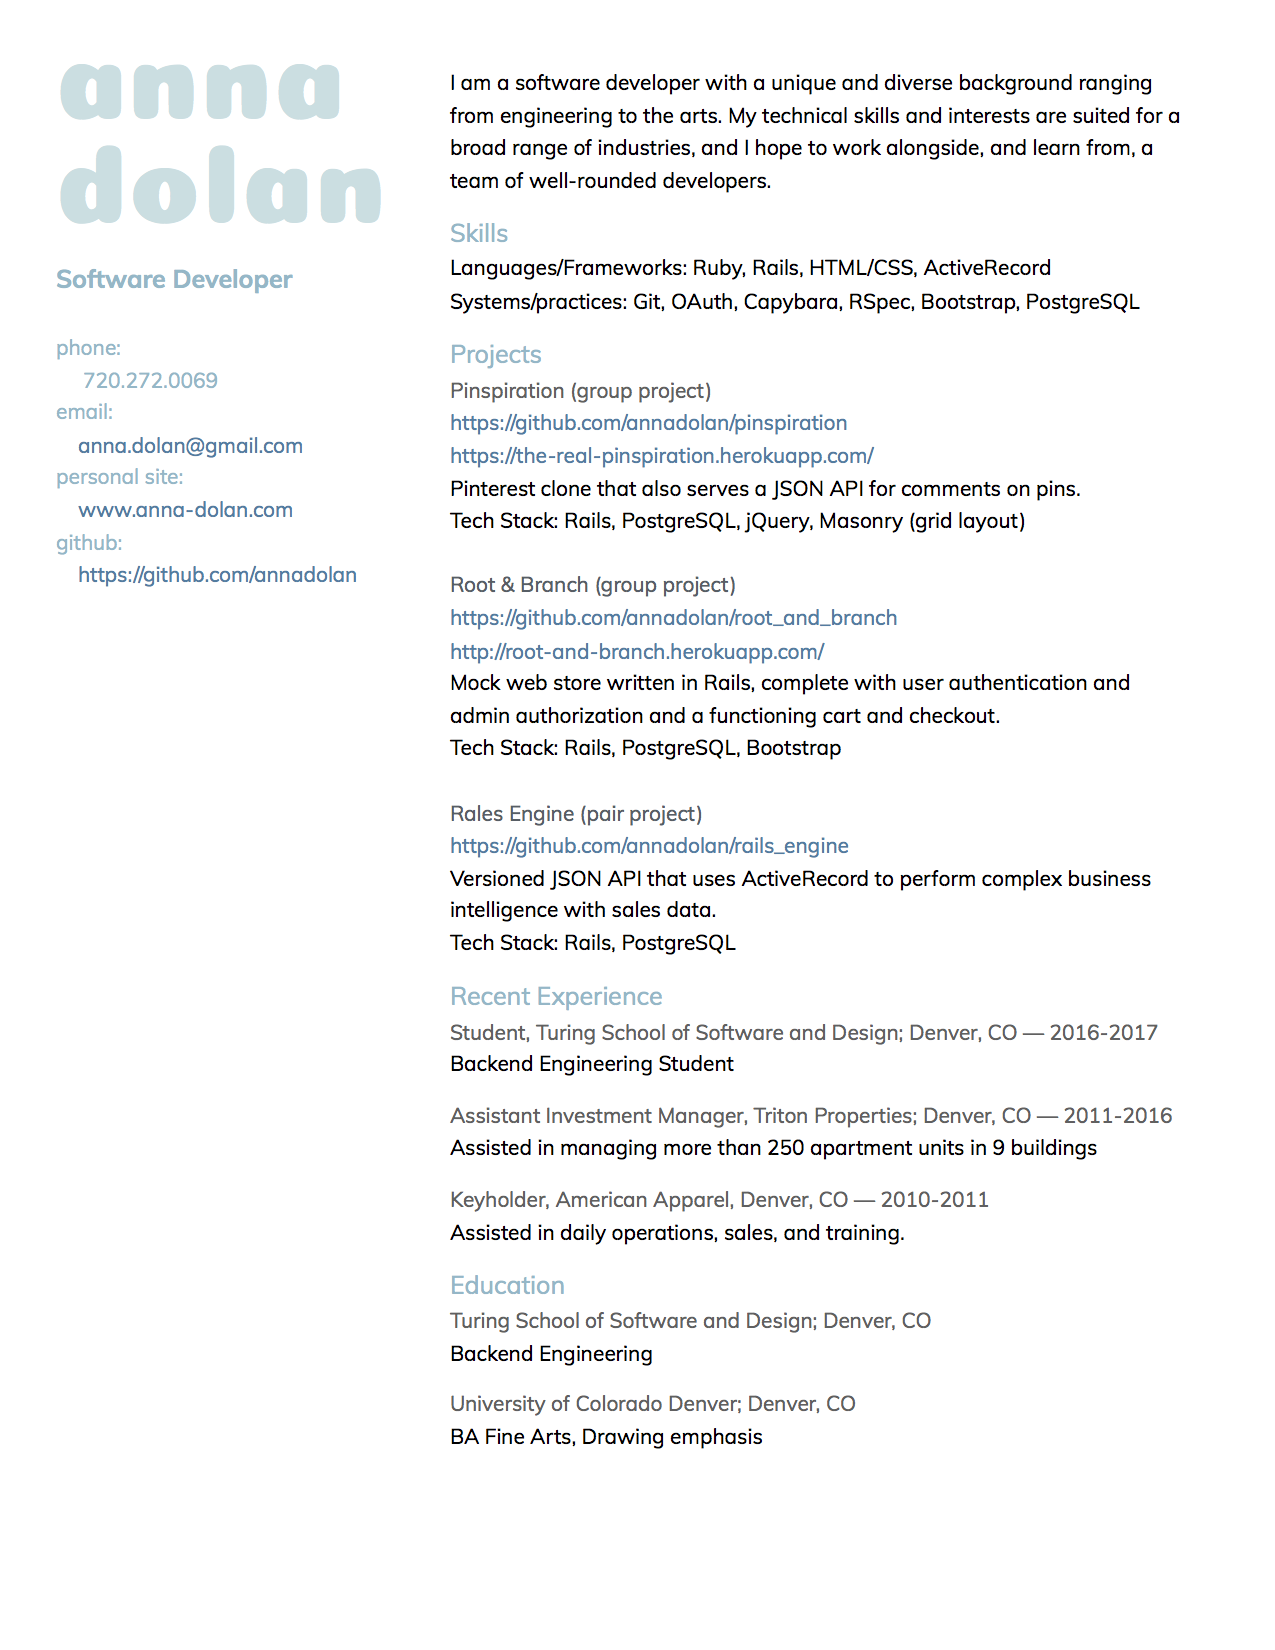 anna
dolan
Software Developer
phone:
720.272.0069
email:
anna.dolan@gmail.com
personal site:
www.anna-dolan.com
github:
https://github.com/annadolan
I am a software developer with a unique and diverse background ranging
from engineering to the arts. My technical skills and interests are suited for a
broad range of industries, and I hope to work alongside, and learn from, a
team of well-rounded developers.
Skills
Languages/Frameworks: Ruby, Rails, HTML/CSS, ActiveRecord
Systems/practices: Git, OAuth, Capybara, RSpec, Bootstrap, PostgreSQL
Projects
Pinspiration (group project)
https://github.com/annadolan/pinspiration
https://the-real-pinspiration.herokuapp.com/
Pinterest clone that also serves a JSON API for comments on pins.
Tech Stack: Rails, PostgreSQL, jQuery, Masonry (grid layout)
Root & Branch (group project)
https://github.com/annadolan/root_and_branch
http://root-and-branch.herokuapp.com/
Mock web store written in Rails, complete with user authentication and
admin authorization and a functioning cart and checkout.
Tech Stack: Rails, PostgreSQL, Bootstrap
Rales Engine (pair project)
https://github.com/annadolan/rails_engine
Versioned JSON API that uses ActiveRecord to perform complex business
intelligence with sales data.
Tech Stack: Rails, PostgreSQL
Recent Experience
Student, Turing School of Software and Design; Denver, CO — 2016-2017
Backend Engineering Student
Assistant Investment Manager, Triton Properties; Denver, CO — 2011-2016
Assisted in managing more than 250 apartment units in 9 buildings
Keyholder, American Apparel, Denver, CO — 2010-2011
Assisted in daily operations, sales, and training.
Education
Turing School of Software and Design; Denver, CO
Backend Engineering
University of Colorado Denver; Denver, CO
BA Fine Arts, Drawing emphasis